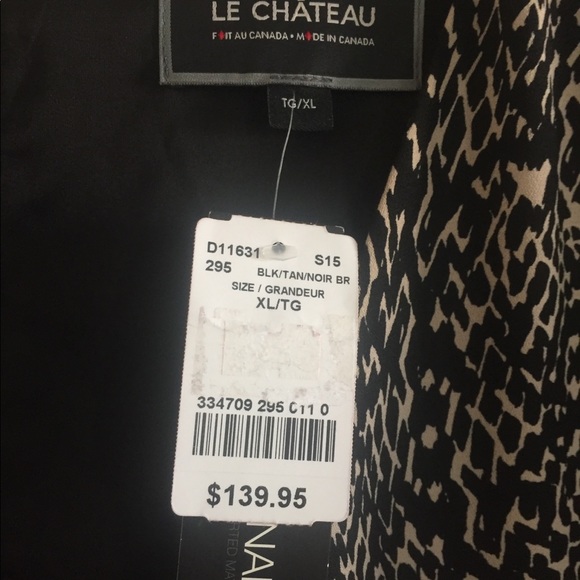 LE CHÂTEAU
FAIT AU CANADA • MADE IN CANADA
TG/XL
D11631 S15
295 BLK/TAN/NOIR BR
SIZE / GRANDEUR
XL/TG
334709 295 011 0
$139.95